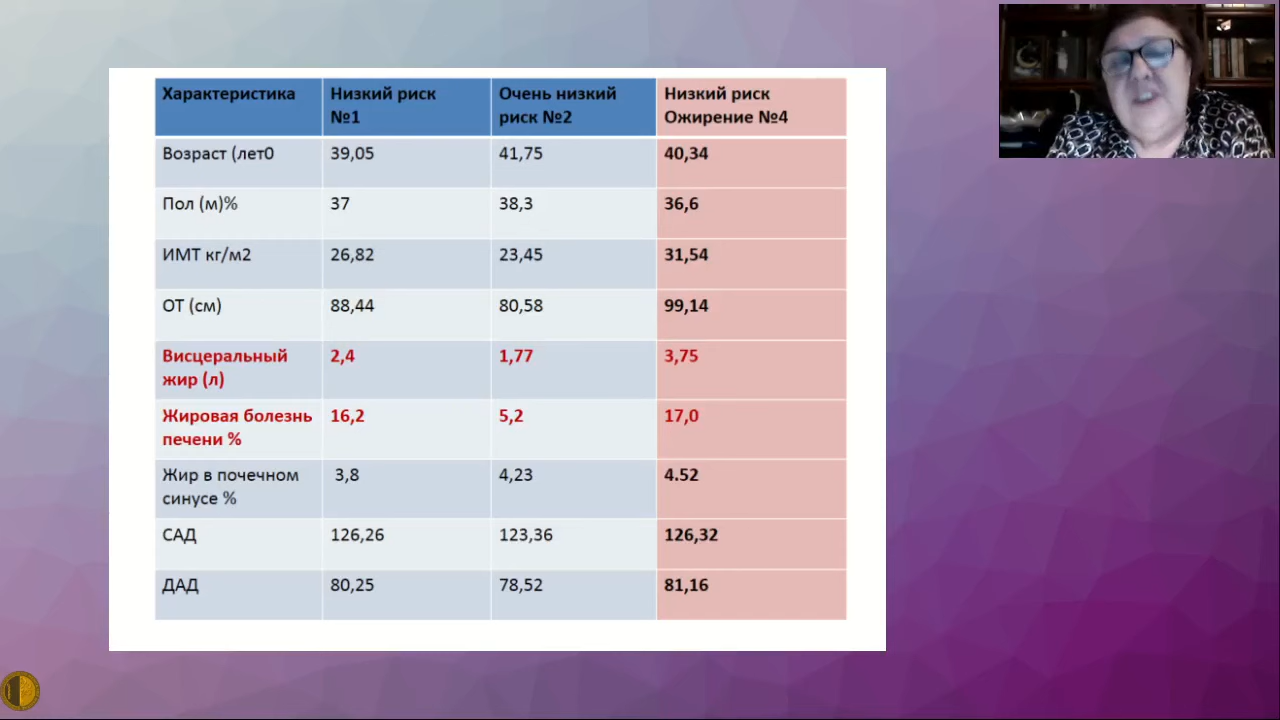 Характеристика Низкий риск №1 Очень низкий риск №2 Низкий риск Ожирение №4
Возраст (лет0 39,05 41,75 40,34
Пол (м)% 37 38,3 36,6
ИМТ кг/м2 26,82 23,45 31,54
ОТ (см) 88,44 80,58 99,14
Висцеральный жир (л) 2,4 1,77 3,75
Жировая болезнь печени % 16,2 5,2 17,0
Жир в почечном синусе % 3,8 4,23 4.52
САД 126,26 123,36 126,32
ДАД 80,25 78,52 81,16